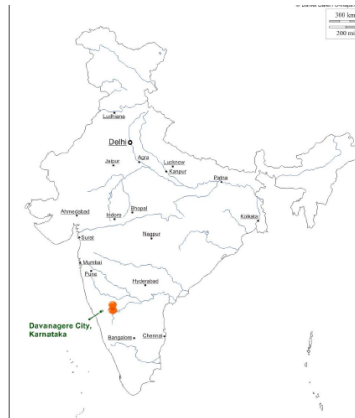 300 km
200 mi
Ludhiana
Delhi
Jaipur
Agra
Lucknow
Kanpur
Patna
Ahmedabad
Indore
Bhopal
Kolkata
Surat
Nagpur
Mumbai
Pune
Hyderabad
Davanagere City,
Karnataka
Bangalore
Chennai